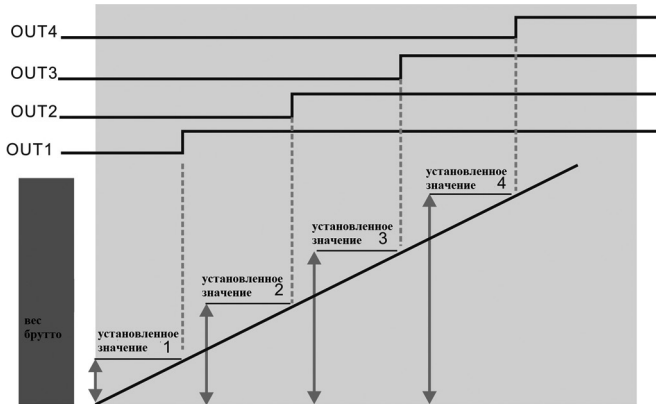 OUT4
OUT3
OUT2
OUT1
установленное
значение 4
установленное
значение 3
установленное
значение 2
установленное
значение 1
вес
брутто